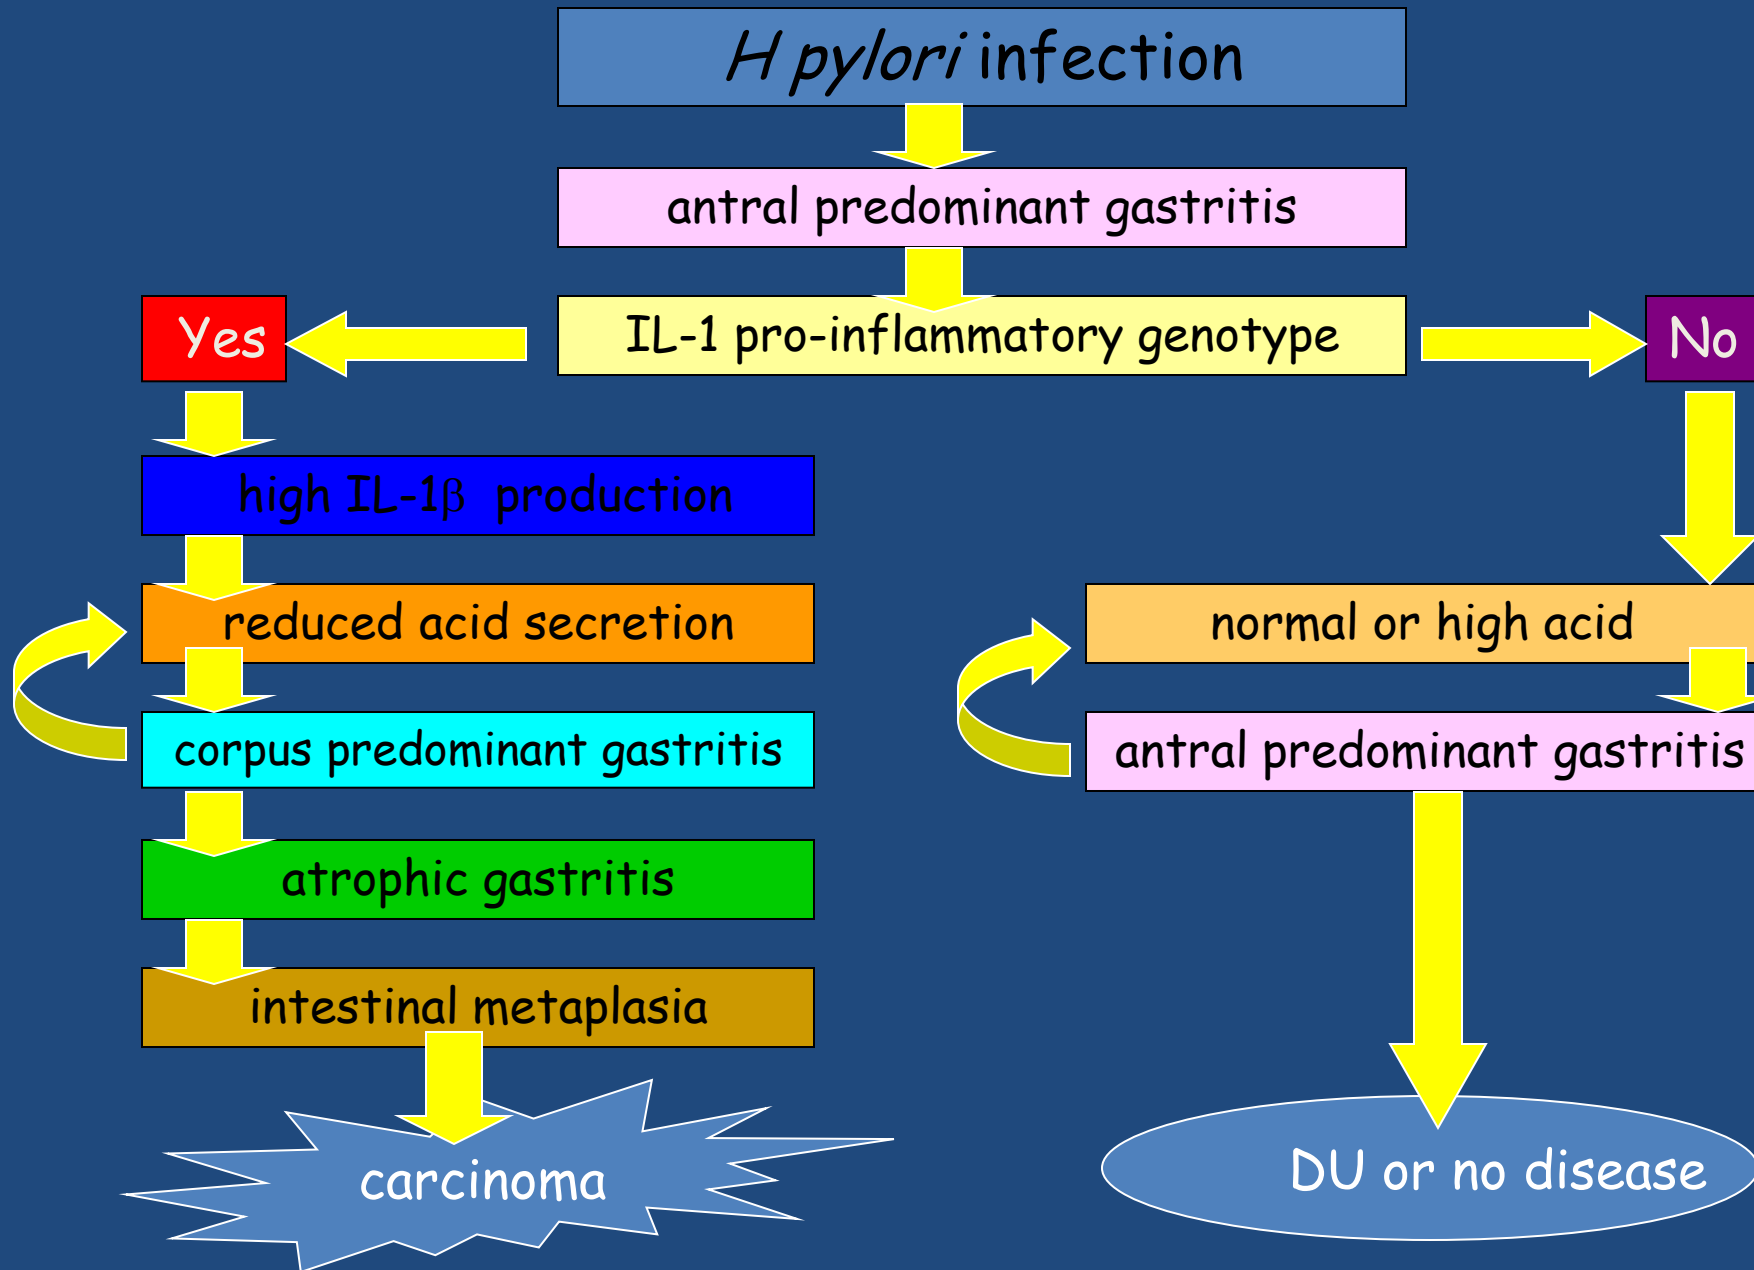 H pylori infection
antral predominant gastritis
Yes
IL-1 pro-inflammatory genotype
No
high IL-1β production
reduced acid secretion
normal or high acid
corpus predominant gastritis
antral predominant gastritis
atrophic gastritis
intestinal metaplasia
carcinoma
DU or no disease